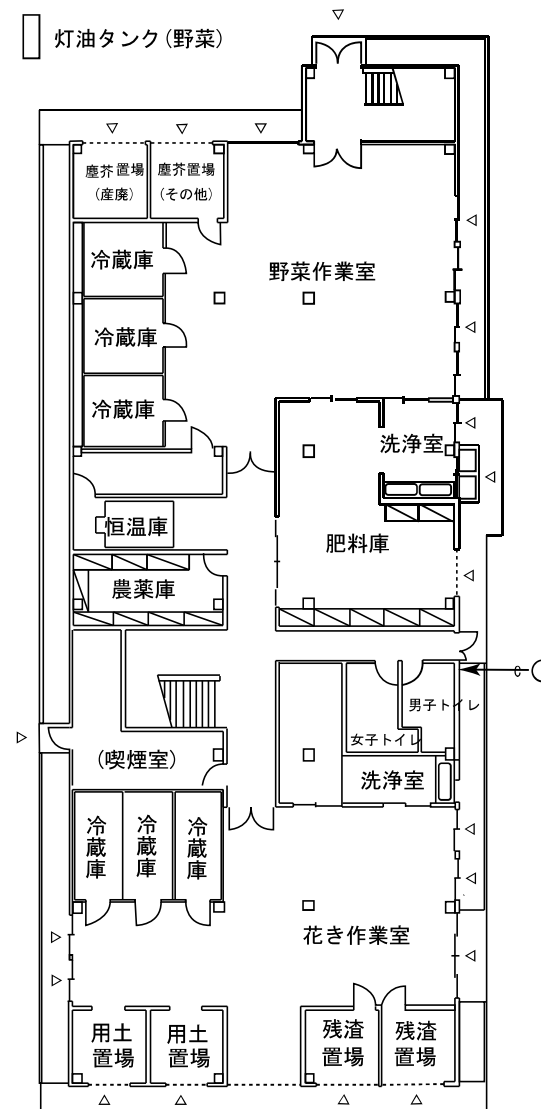 灯油タンク(野菜)
塵芥置場
(産廃)
塵芥置場
(その他)
冷蔵庫
野菜作業室
冷蔵庫
冷蔵庫
洗浄室
恒温庫
肥料庫
農薬庫
男子トイレ
女子トイレ
(喫煙室)
洗浄室
冷蔵庫
冷蔵庫
冷蔵庫
花き作業室
用土
置場
用土
置場
残渣
置場
残渣
置場